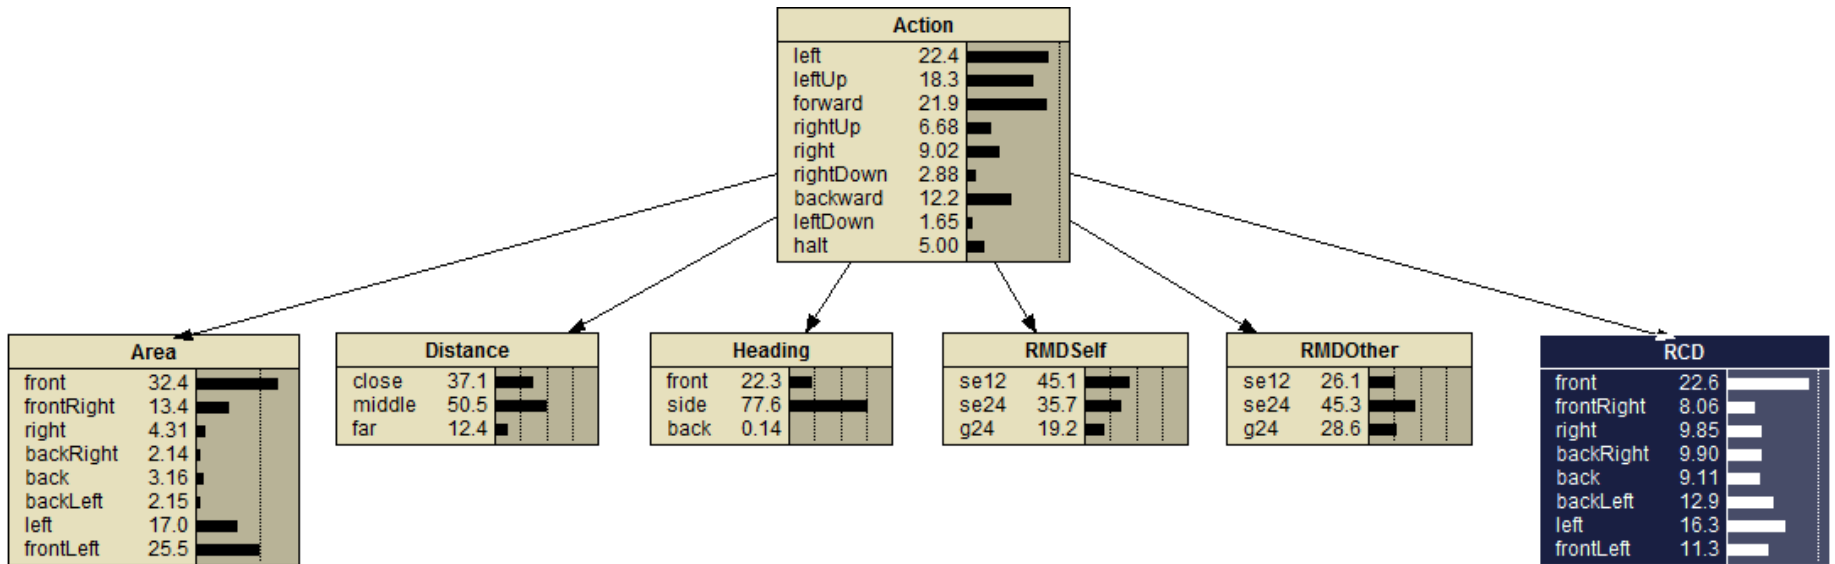 Action
left 22.4
leftUp 18.3
forward 21.9
rightUp 6.68
right 9.02
rightDown 2.88
backward 12.2
leftDown 1.65
halt 5.00
Area
front 32.4
frontRight 13.4
right 4.31
backRight 2.14
back 3.16
backLeft 2.15
left 17.0
frontLeft 25.5
Distance
close 37.1
middle 50.5
far 12.4
Heading
front 22.3
side 77.6
back 0.14
RMDSelf
se12 45.1
se24 35.7
g24 19.2
RMDOther
se12 26.1
se24 45.3
g24 28.6
RCD
front 22.6
frontRight 8.06
right 9.85
backRight 9.90
back 9.11
backLeft 12.9
left 16.3
frontLeft 11.3